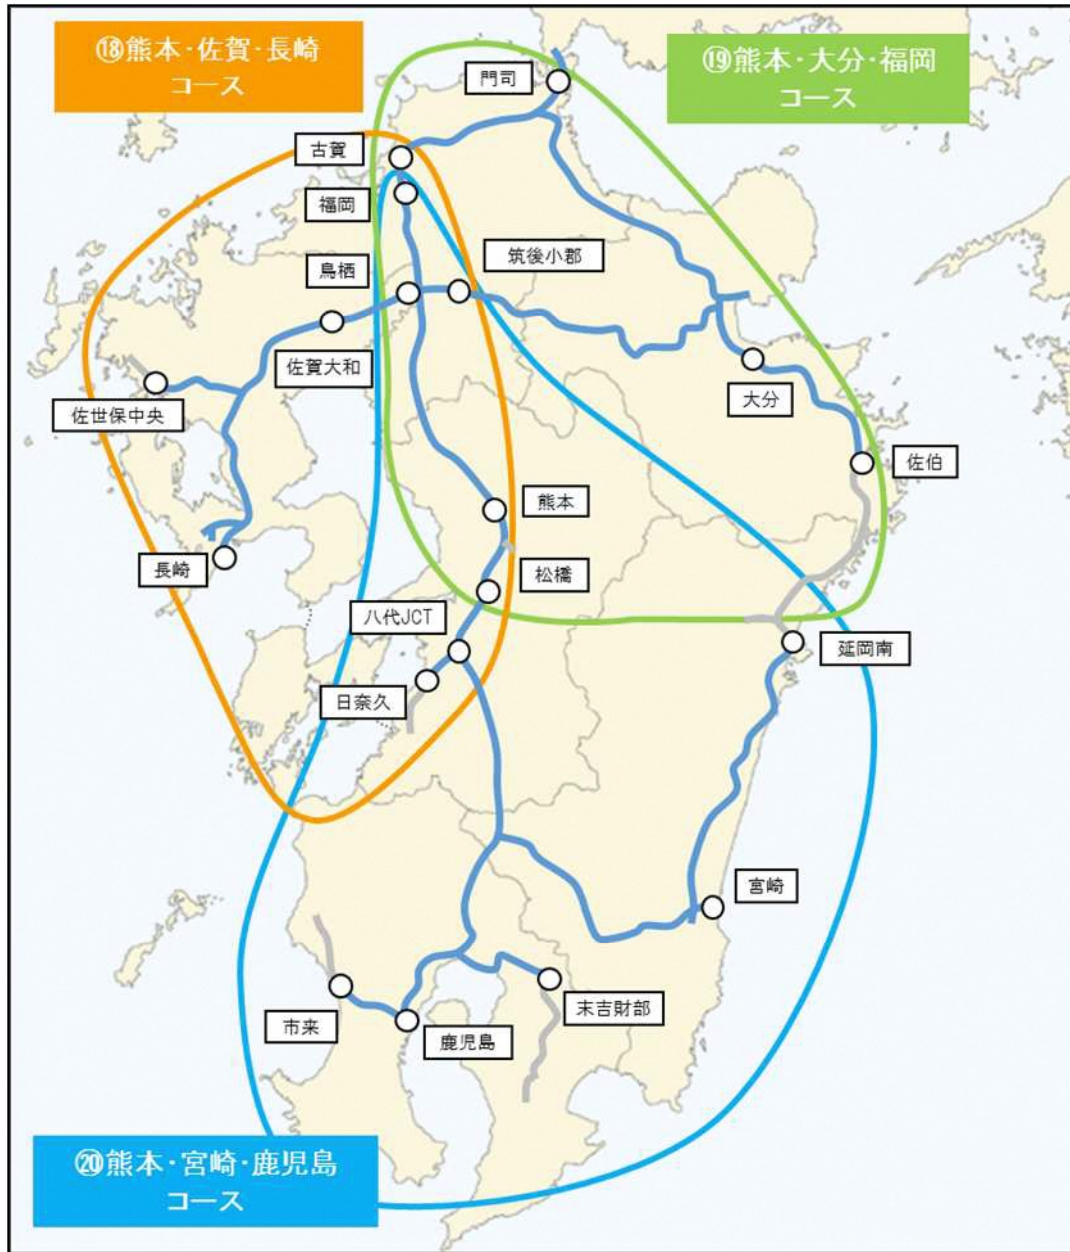 ⑱熊本・佐賀・長崎
コース
⑲熊本・大分・福岡
コース
門司
古賀
福岡
筑後小郡
鳥栖
佐賀大和
大分
佐世保中央
佐伯
熊本
長崎
松橋
八代JCT
延岡南
日奈久
宮崎
市来
末吉財部
鹿児島
⑳熊本・宮崎・鹿児島
コース